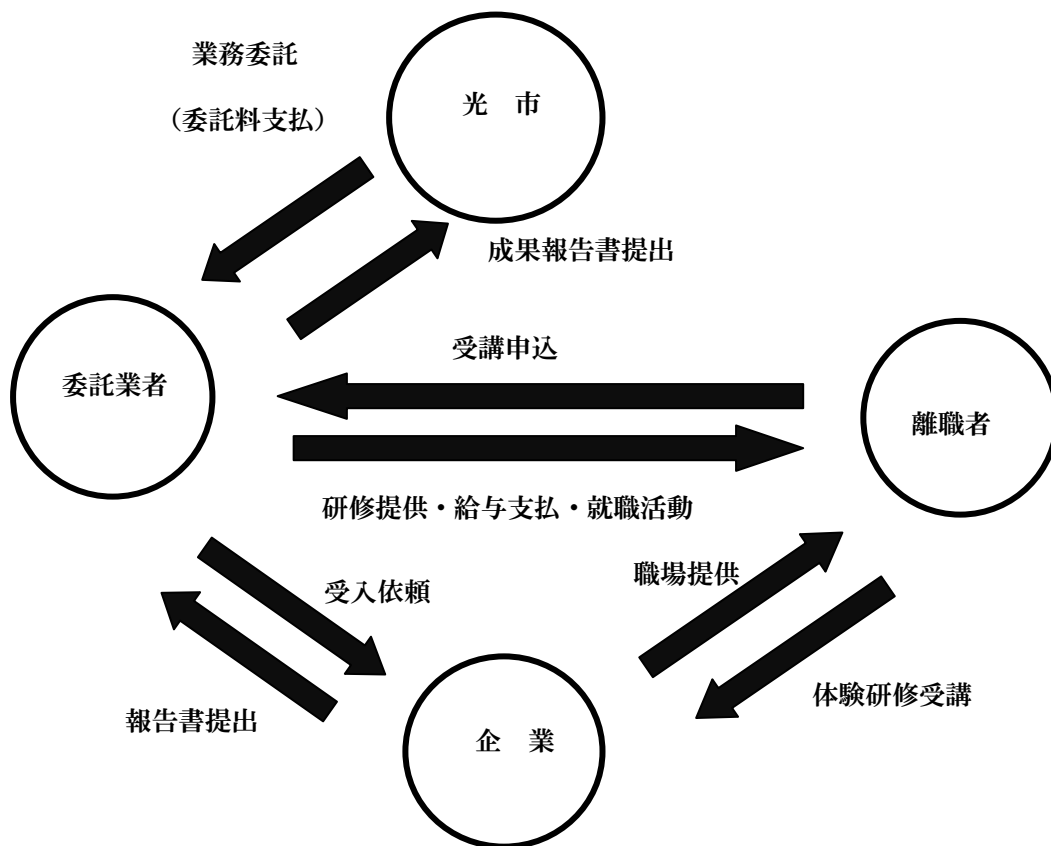 業務委託
（委託料支払）
光　市
成果報告書提出
受講申込
委託業者
離職者
研修提供・給与支払・就職活動
職場提供
受入依頼
体験研修受講
報告書提出
企　業